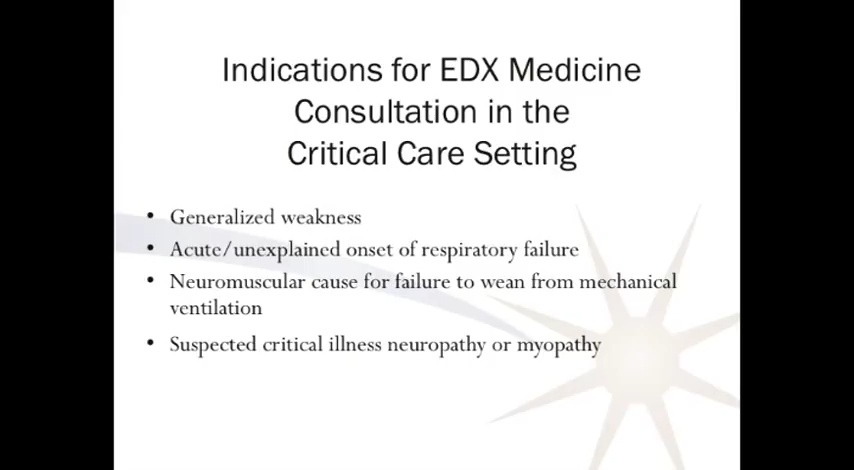 Indications for EDX Medicine
Consultation in the
Critical Care Setting
• Generalized weakness
• Acute/unexplained onset of respiratory failure
• Neuromuscular cause for failure to wean from mechanical
ventilation
• Suspected critical illness neuropathy or myopathy